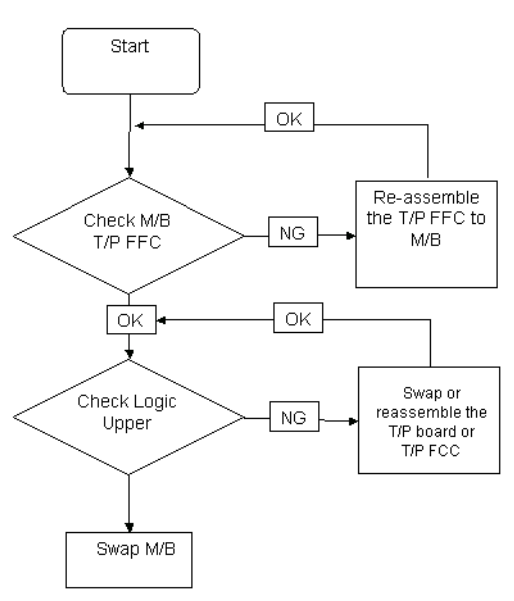 Start
OK
Check M/B
T/P FFC
NG
Re-assemble
the T/P FFC to
M/B
OK
OK
Check Logic
Upper
NG
Swap or
reassemble the
T/P board or
T/P FCC
Swap M/B